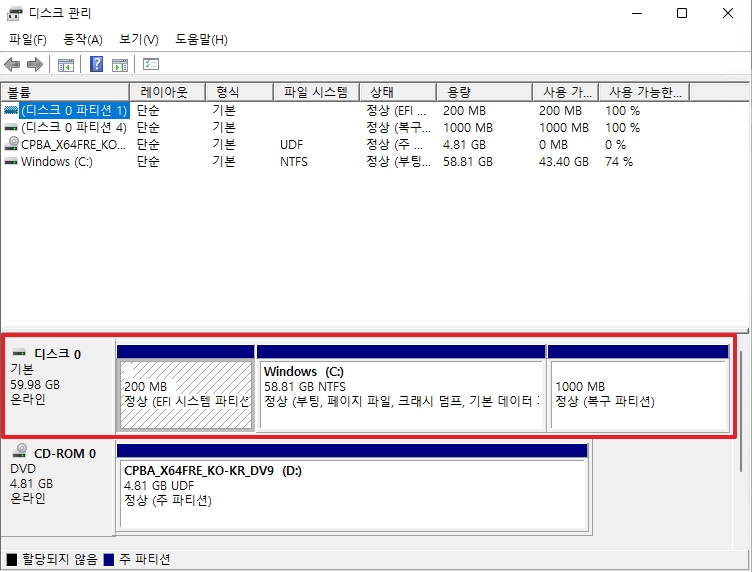 디스크 관리
파일(F) 동작(A) 보기(V) 도움말(H)
볼륨 레이아웃 형식 파일 시스템 상태 용량 사용 가... 사용 가능한...
(디스크 0 파티션 1) 단순 기본 정상 (EFI ... 200 MB 200 MB 100 %
(디스크 0 파티션 4) 단순 기본 정상 (복구... 1000 MB 1000 MB 100 %
CPBA_X64FRE_KO... 단순 기본 UDF 정상 (주 ... 4.81 GB 0 MB 0 %
Windows (C:) 단순 기본 NTFS 정상 (부팅... 58.81 GB 43.40 GB 74 %
디스크 0
기본
59.98 GB
온라인
200 MB
정상 (EFI 시스템 파티션
Windows (C:)
58.81 GB NTFS
정상 (부팅, 페이지 파일, 크래시 덤프, 기본 데이터
1000 MB
정상 (복구 파티션)
CD-ROM 0
DVD
4.81 GB
온라인
CPBA_X64FRE_KO-KR_DV9 (D:)
4.81 GB UDF
정상 (주 파티션)
할당되지 않음 주 파티션